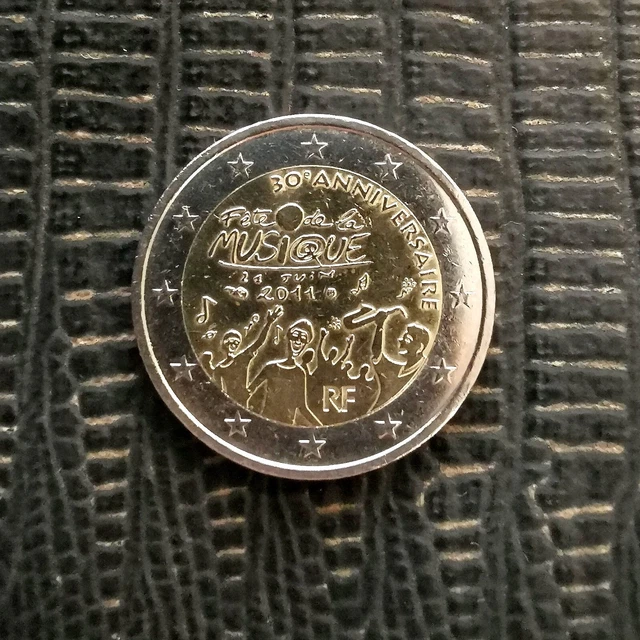 30e ANNIVERSAIRE
Fête de la
MUSIQUE
21 JUIN
2011
RF